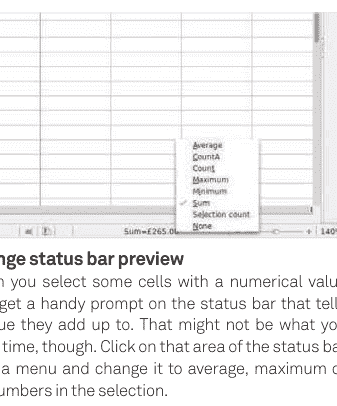 Average
CountA
Count
Maximum
Minimum
Sum
Selection count
None
Sum=£265.0
140
nge status bar preview
n you select some cells with a numerical valu
get a handy prompt on the status bar that tell
ue they add up to. That might not be what yo
time, though. Click on that area of the status ba
a menu and change it to average, maximum o
umbers in the selection.